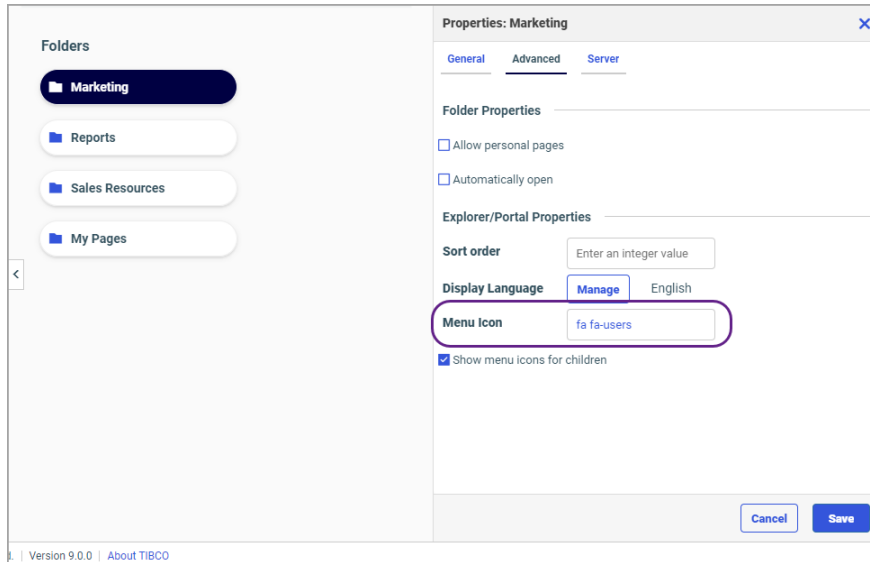 Folders
Marketing
Reports
Sales Resources
My Pages
Properties: Marketing
General Advanced Server
Folder Properties
Allow personal pages
Automatically open
Explorer/Portal Properties
Sort order Enter an integer value
Display Language Manage English
Menu Icon fa fa-users
Show menu icons for children
Cancel Save
d. | Version 9.0.0 | About TIBCO